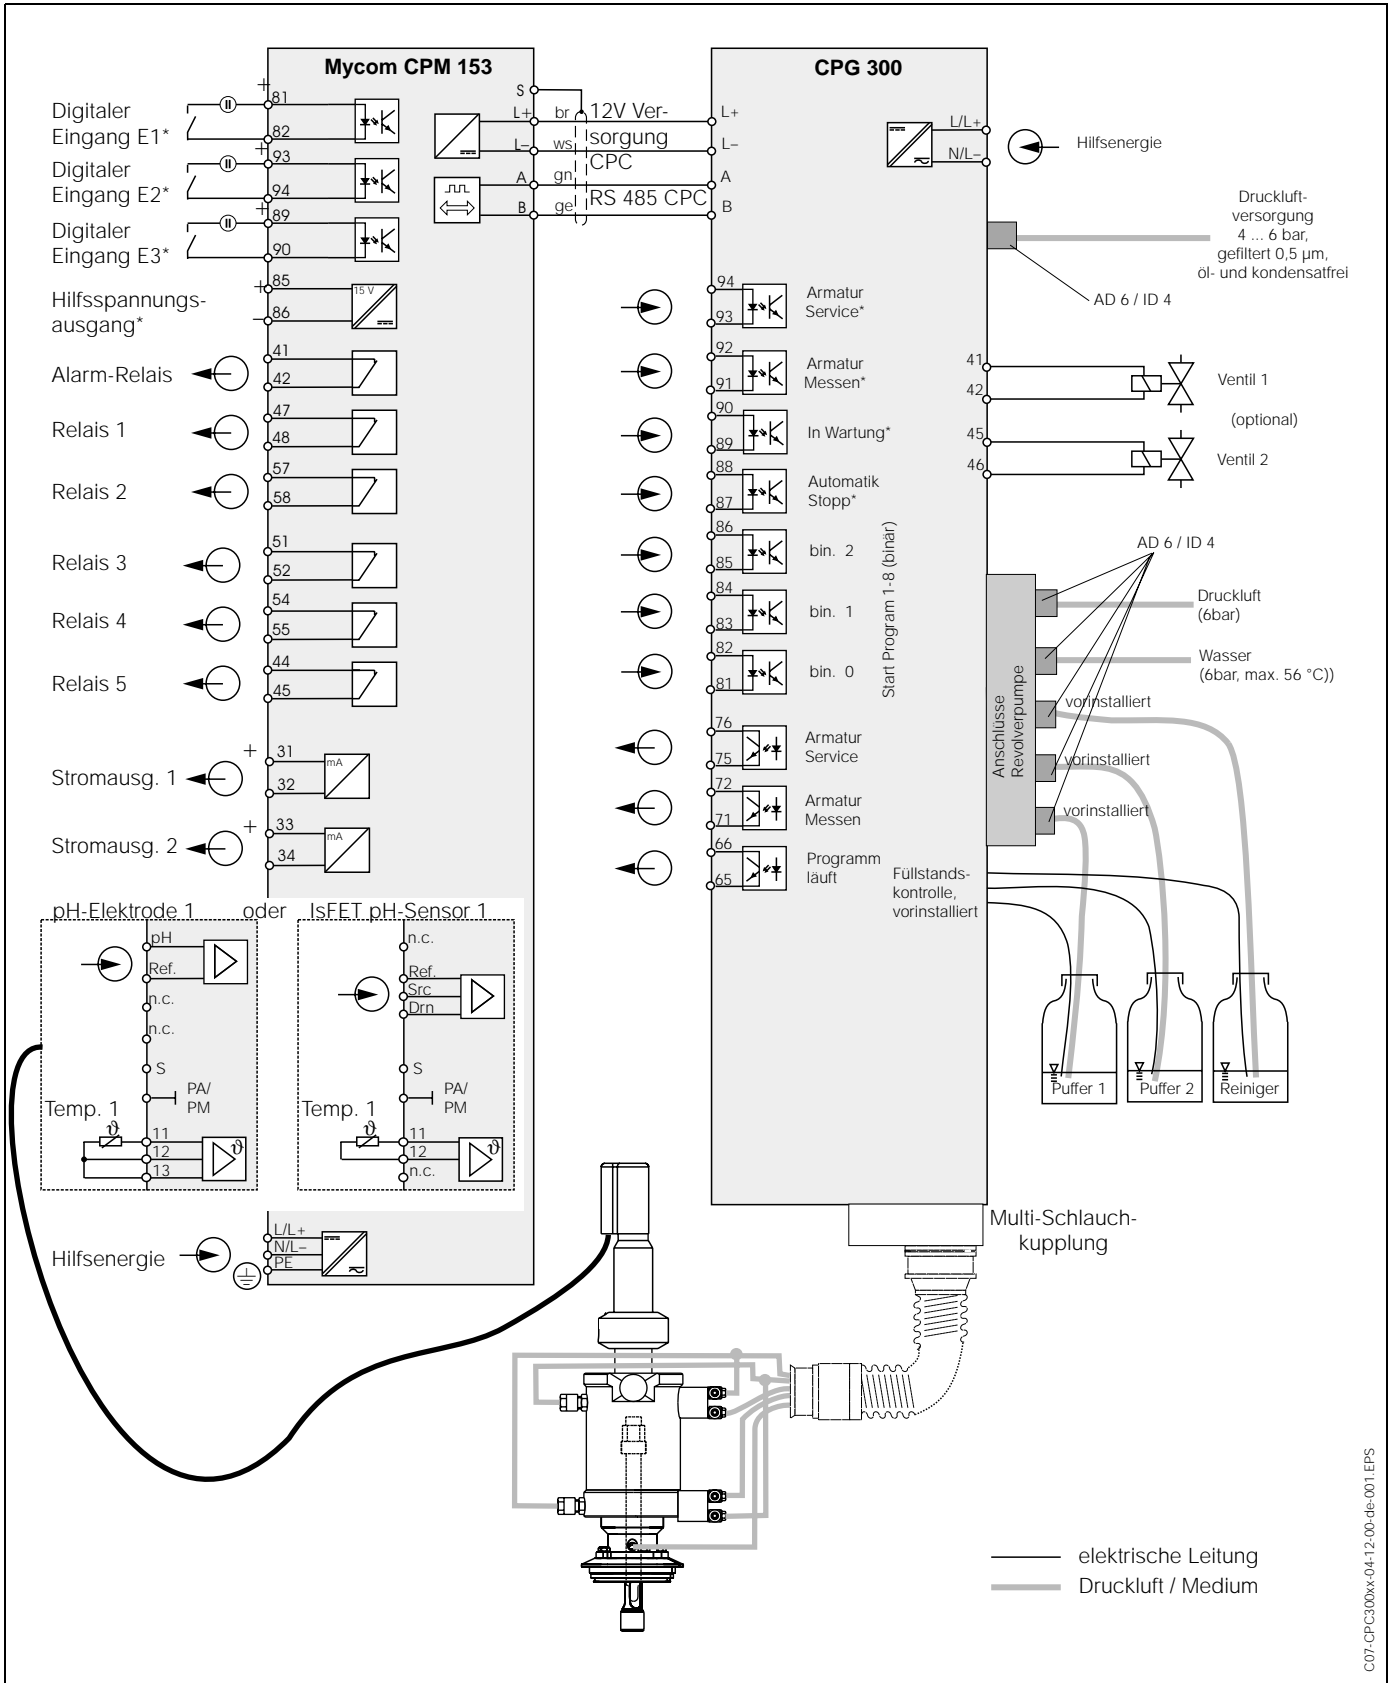 Mycom CPM 153
CPG 300
Digitaler
Eingang E1*
+
81
82
Digitaler
Eingang E2*
+
93
94
Digitaler
Eingang E3*
+
89
90
Hilfsspannungs-
ausgang*
+
85
–
86
15 V
Alarm-Relais
41
42
Relais 1
47
48
Relais 2
57
58
Relais 3
51
52
Relais 4
54
55
Relais 5
44
45
Stromausg. 1
+
31
32
mA
Stromausg. 2
+
33
34
mA
S
L+
L–
A
B
br
ws
gn
ge
12V Ver-
sorgung
CPC
RS 485 CPC
L+
L–
A
B
L/L+
N/L–
Hilfsenergie
Druckluft-
versorgung
4 ... 6 bar,
gefiltert 0,5 µm,
öl- und kondensatfrei
AD 6 / ID 4
94
93
Armatur
Service*
92
91
Armatur
Messen*
90
89
In Wartung*
88
87
Automatik
Stopp*
86
85
bin. 2
84
83
bin. 1
82
81
bin. 0
Start Program 1-8 (binär)
76
75
Armatur
Service
72
71
Armatur
Messen
66
65
Programm
läuft
41
42
Ventil 1
(optional)
45
46
Ventil 2
AD 6 / ID 4
Anschlüsse
Revolverpumpe
Druckluft
(6bar)
Wasser
(6bar, max. 56 °C))
vorinstalliert
vorinstalliert
vorinstalliert
Füllstands-
kontrolle,
vorinstalliert
Puffer 1
Puffer 2
Reiniger
pH-Elektrode 1
oder
IsFET pH-Sensor 1
pH
Ref.
n.c.
n.c.
S
PA/
PM
Temp. 1
ϑ
11
12
13
ϑ
n.c.
Ref.
Src
Drn
S
PA/
PM
Temp. 1
ϑ
11
12
n.c.
ϑ
Hilfsenergie
L/L+
N/L–
PE
Multi-Schlauch-
kupplung
elektrische Leitung
Druckluft / Medium
C07-CPC300xx-04-12-00-de-001.EPS